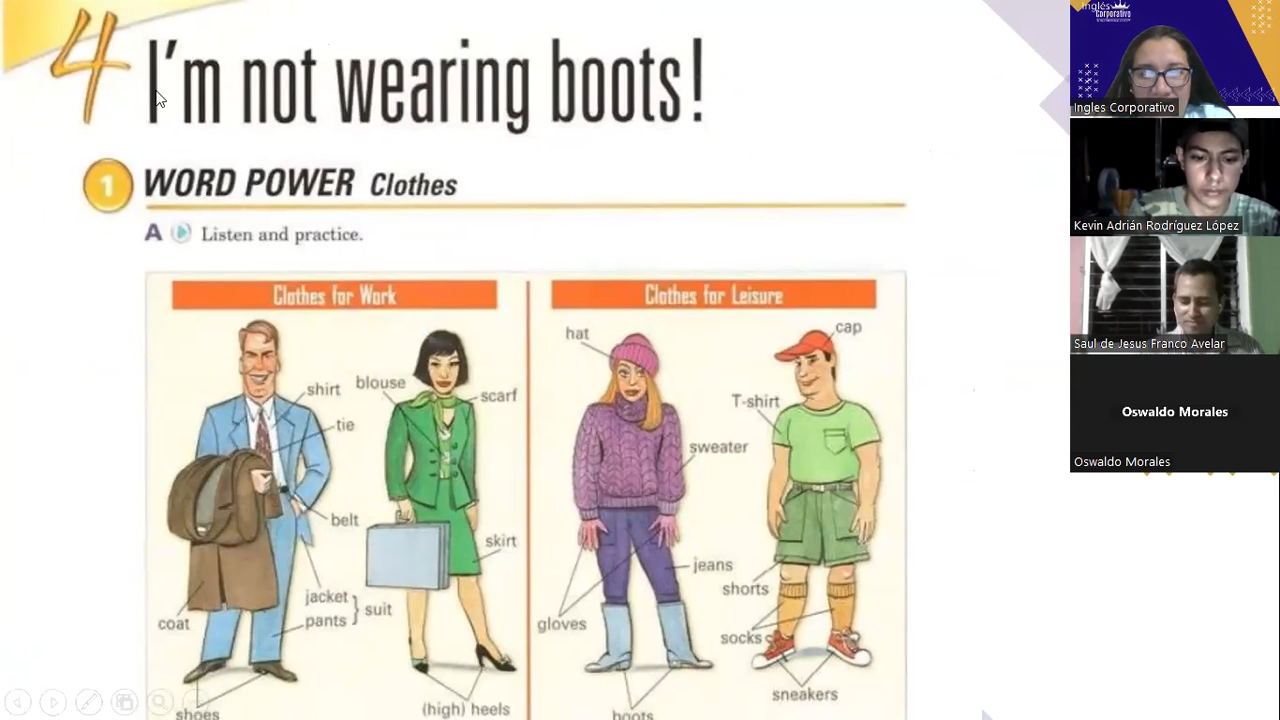 4 I'm not wearing boots!
1 WORD POWER Clothes
A Listen and practice.
Clothes for Work
shirt
blouse
scarf
tie
belt
skirt
jacket
pants
suit
coat
shoes
(high) heels
Clothes for Leisure
hat
cap
T-shirt
sweater
jeans
shorts
gloves
socks
sneakers
boots
Inglés
corporativo
Ingles Corporativo
Kevin Adrián Rodríguez López
Saul de Jesus Franco Avelar
Oswaldo Morales
Oswaldo Morales